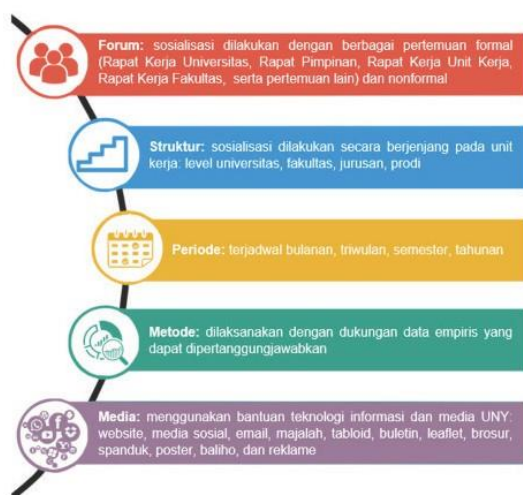 Forum: sosialisasi dilakukan dengan berbagai pertemuan formal
(Rapat Kerja Universitas, Rapat Pimpinan, Rapat Kerja Unit Kerja,
Rapat Kerja Fakultas, serta pertemuan lain) dan nonformal
Struktur: sosialisasi dilakukan secara berjenjang pada unit
kerja: level universitas, fakultas, jurusan, prodi
Periode: terjadwal bulanan, triwulan, semester, tahunan
Metode: dilaksanakan dengan dukungan data empiris yang
dapat dipertanggungjawabkan
Media: menggunakan bantuan teknologi informasi dan media UNY:
website, media sosial, email, majalah, tabloid, buletin, leaflet, brosur,
spanduk, poster, baliho, dan reklame